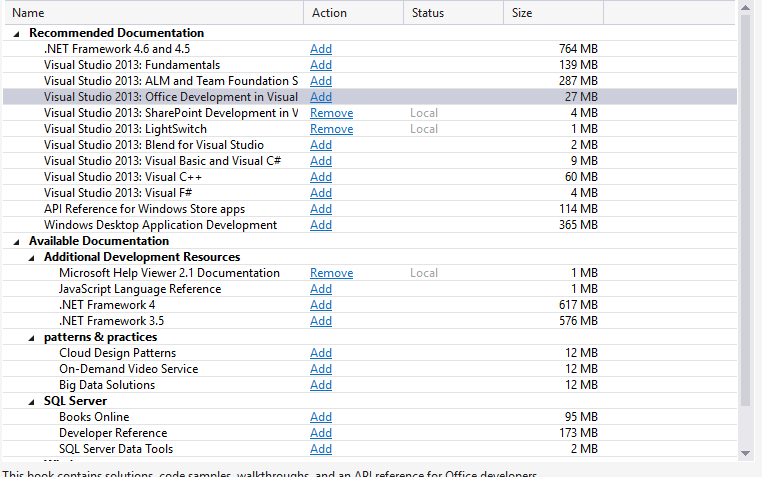 Name Action Status Size
Recommended Documentation
.NET Framework 4.6 and 4.5 Add 764 MB
Visual Studio 2013: Fundamentals Add 139 MB
Visual Studio 2013: ALM and Team Foundation S Add 287 MB
Visual Studio 2013: Office Development in Visual Add 27 MB
Visual Studio 2013: SharePoint Development in V Remove Local 4 MB
Visual Studio 2013: LightSwitch Remove Local 1 MB
Visual Studio 2013: Blend for Visual Studio Add 2 MB
Visual Studio 2013: Visual Basic and Visual C# Add 9 MB
Visual Studio 2013: Visual C++ Add 60 MB
Visual Studio 2013: Visual F# Add 4 MB
API Reference for Windows Store apps Add 114 MB
Windows Desktop Application Development Add 365 MB
Available Documentation
Additional Development Resources
Microsoft Help Viewer 2.1 Documentation Remove Local 1 MB
JavaScript Language Reference Add 1 MB
.NET Framework 4 Add 617 MB
.NET Framework 3.5 Add 576 MB
patterns & practices
Cloud Design Patterns Add 12 MB
On-Demand Video Service Add 12 MB
Big Data Solutions Add 12 MB
SQL Server
Books Online Add 95 MB
Developer Reference Add 173 MB
SQL Server Data Tools Add 2 MB
This book contains solutions, code samples, walkthroughs, and an API reference for Office developers.